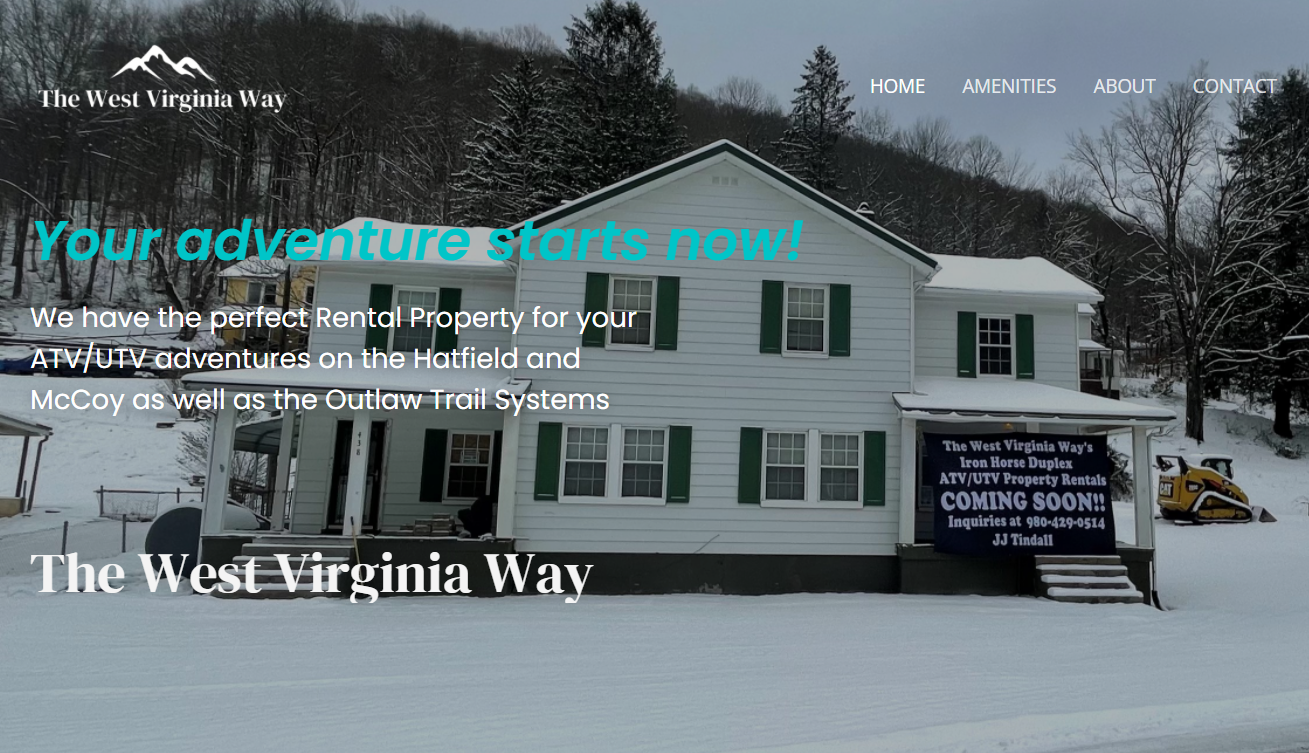 The West Virginia Way
HOME AMENITIES ABOUT CONTACT
Your adventure starts now!
We have the perfect Rental Property for your
ATV/UTV adventures on the Hatfield and
McCoy as well as the Outlaw Trail Systems
438
The West Virginia Way's
Iron Horse Duplex
ATV/UTV Property Rentals
COMING SOON!!
Inquiries at 980-429-0514
JJ Tindall
CAT
The West Virginia Way